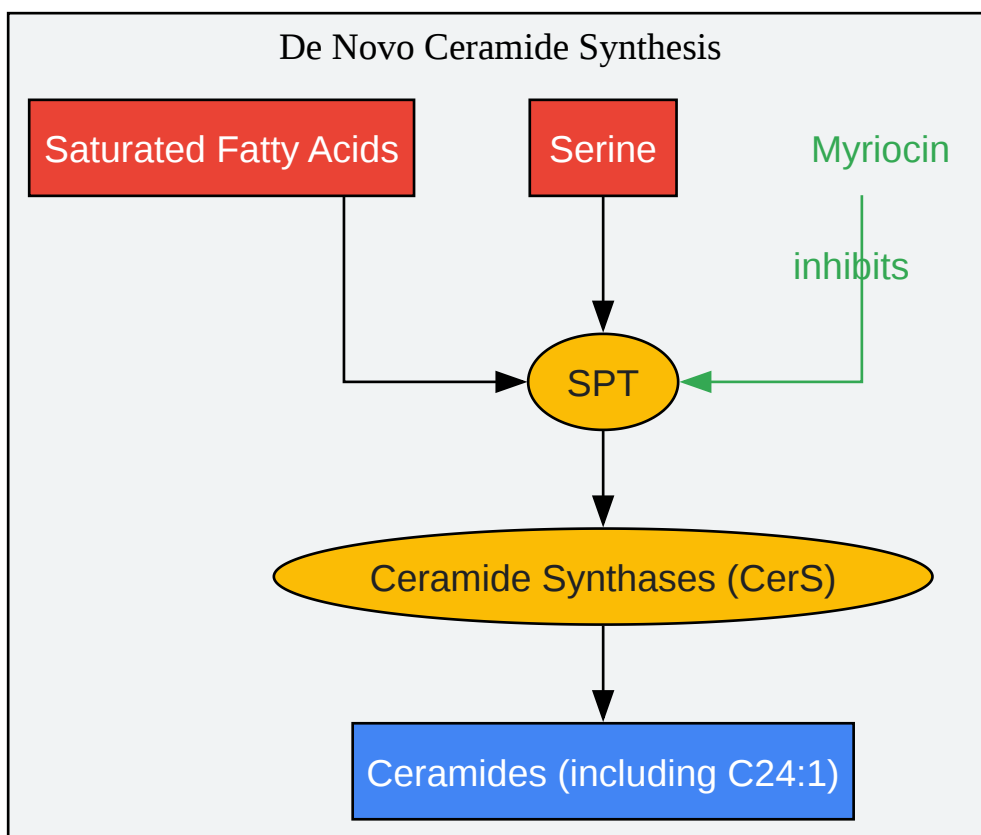 De Novo Ceramide Synthesis
Saturated Fatty Acids
Serine
Myriocin
inhibits
SPT
Ceramide Synthases (CerS)
Ceramides (including C24:1)